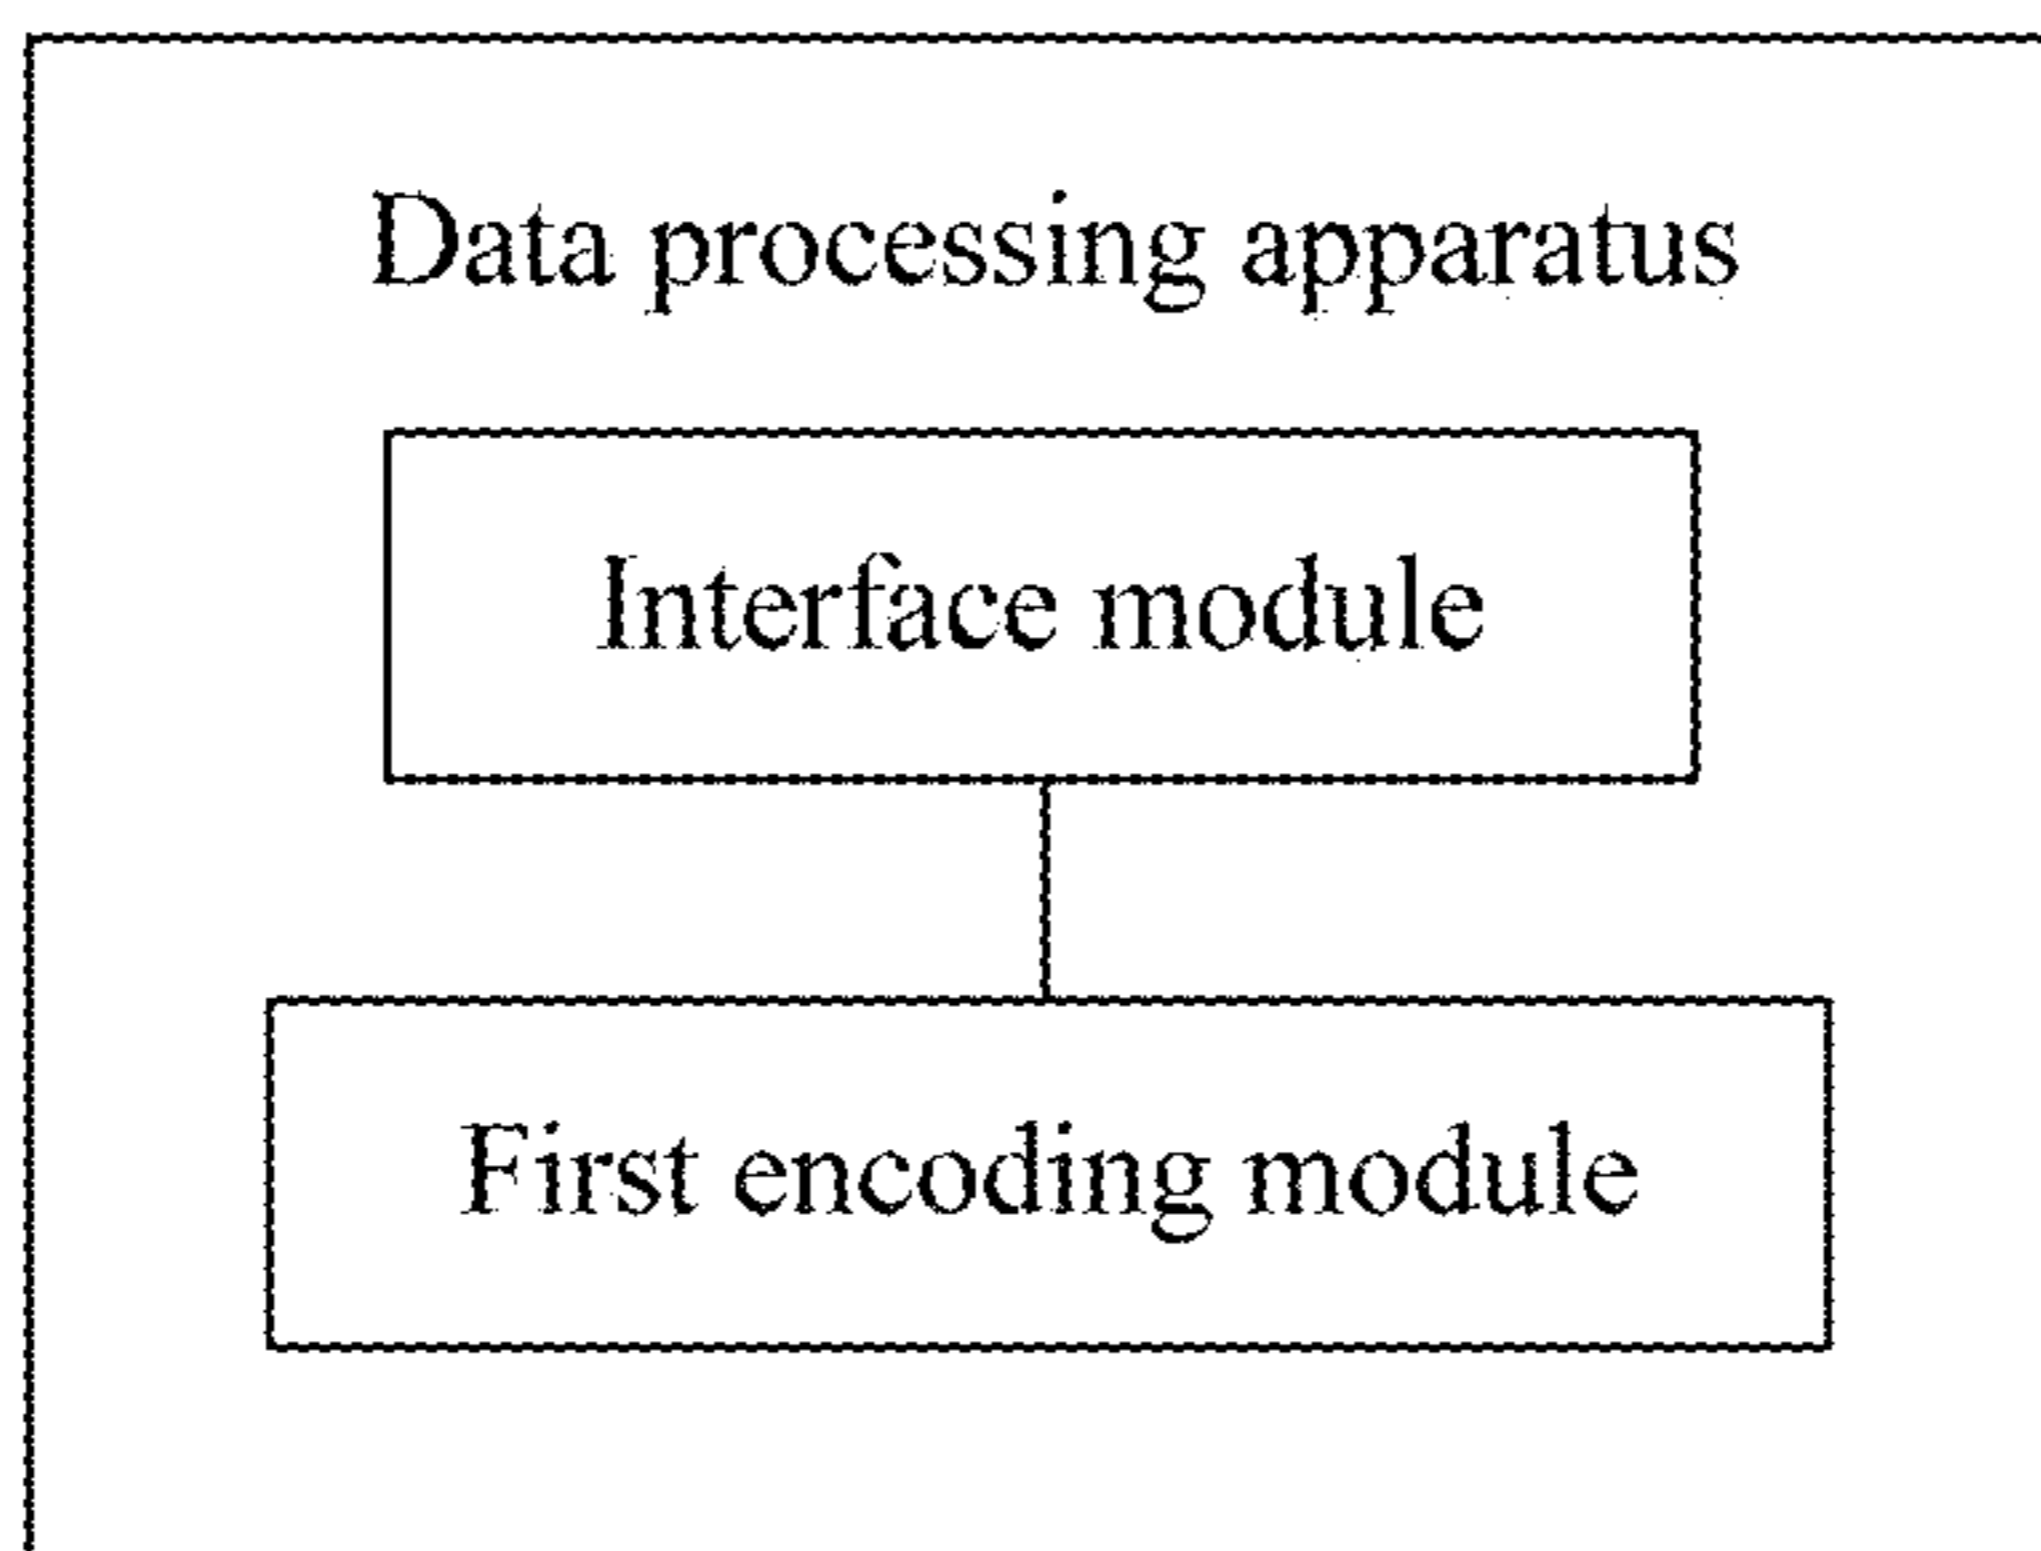 Data processing apparatus
Interface module
First encoding module